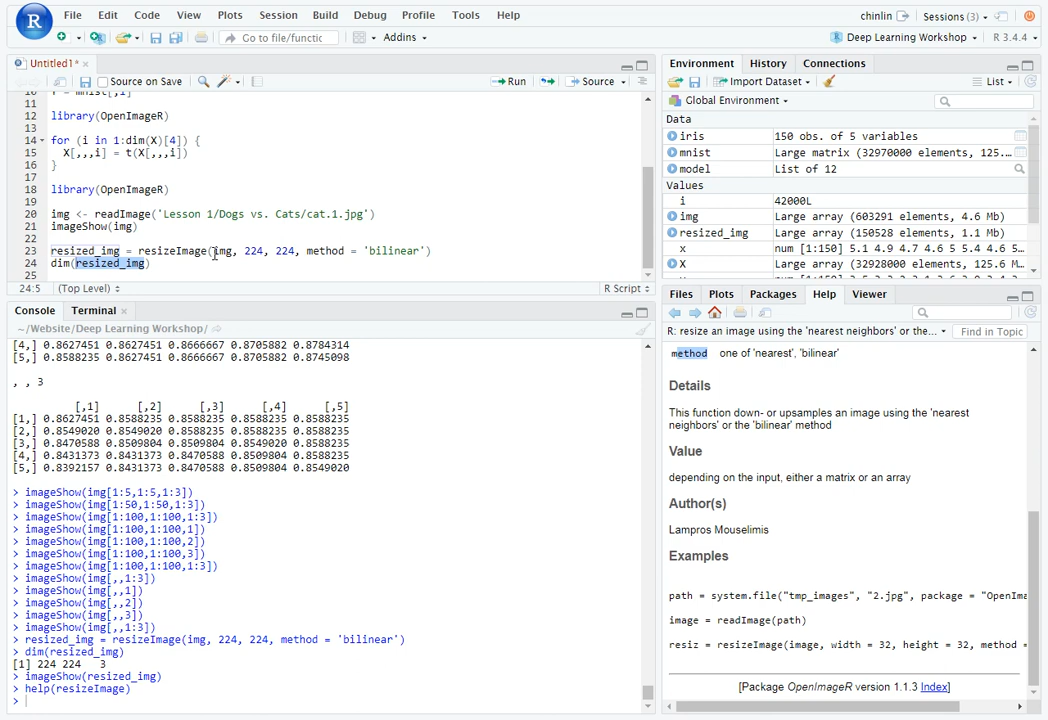 File Edit Code View Plots Session Build Debug Profile Tools Help
chinlin Sessions (3)
Go to file/functic Addins
Deep Learning Workshop R 3.4.4
Untitled1*
Source on Save Run Source
11
12 library(OpenImageR)
13
14 for (i in 1:dim(X)[4]) {
15 X[,,,i] = t(X[,,,i])
16 }
17
18 library(OpenImageR)
19
20 img <- readImage('Lesson 1/Dogs vs. Cats/cat.1.jpg')
21 imageShow(img)
22
23 resized_img = resizeImage(img, 224, 224, method = 'bilinear')
24 dim(resized_img)
25
24:5 (Top Level) R Script
Console Terminal
~/Website/Deep Learning Workshop/
[4,] 0.8627451 0.8627451 0.8666667 0.8705882 0.8784314
[5,] 0.8588235 0.8627451 0.8666667 0.8705882 0.8745098
, , 3
[,1] [,2] [,3] [,4] [,5]
[1,] 0.8627451 0.8588235 0.8588235 0.8588235 0.8588235
[2,] 0.8549020 0.8549020 0.8588235 0.8588235 0.8588235
[3,] 0.8470588 0.8509804 0.8509804 0.8549020 0.8588235
[4,] 0.8431373 0.8431373 0.8470588 0.8509804 0.8588235
[5,] 0.8392157 0.8431373 0.8470588 0.8509804 0.8549020
> imageShow(img[1:5,1:5,1:3])
> imageShow(img[1:50,1:50,1:3])
> imageShow(img[1:100,1:100,1:3])
> imageShow(img[1:100,1:100,1])
> imageShow(img[1:100,1:100,2])
> imageShow(img[1:100,1:100,3])
> imageShow(img[1:100,1:100,1:3])
> imageShow(img[,,1:3])
> imageShow(img[,,1])
> imageShow(img[,,2])
> imageShow(img[,,3])
> imageShow(img[,,1:3])
> resized_img = resizeImage(img, 224, 224, method = 'bilinear')
> dim(resized_img)
[1] 224 224 3
> imageShow(resized_img)
> help(resizeImage)
>
Environment History Connections
Import Dataset List
Global Environment
Data
iris 150 obs. of 5 variables
mnist Large matrix (32970000 elements, 125....
model List of 12
Values
i 42000L
img Large array (603291 elements, 4.6 Mb)
resized_img Large array (150528 elements, 1.1 Mb)
x num [1:150] 5.1 4.9 4.7 4.6 5 5.4 4.6 5...
X Large array (32928000 elements, 125.6 M...
Files Plots Packages Help Viewer
R: resize an image using the 'nearest neighbors' or the... Find in Topic
method one of 'nearest', 'bilinear'
Details
This function down- or upsamples an image using the 'nearest
neighbors' or the 'bilinear' method
Value
depending on the input, either a matrix or an array
Author(s)
Lampros Mouselimis
Examples
path = system.file("tmp_images", "2.jpg", package = "OpenIma
image = readImage(path)
resiz = resizeImage(image, width = 32, height = 32, method =
[Package OpenImageR version 1.1.3 Index]